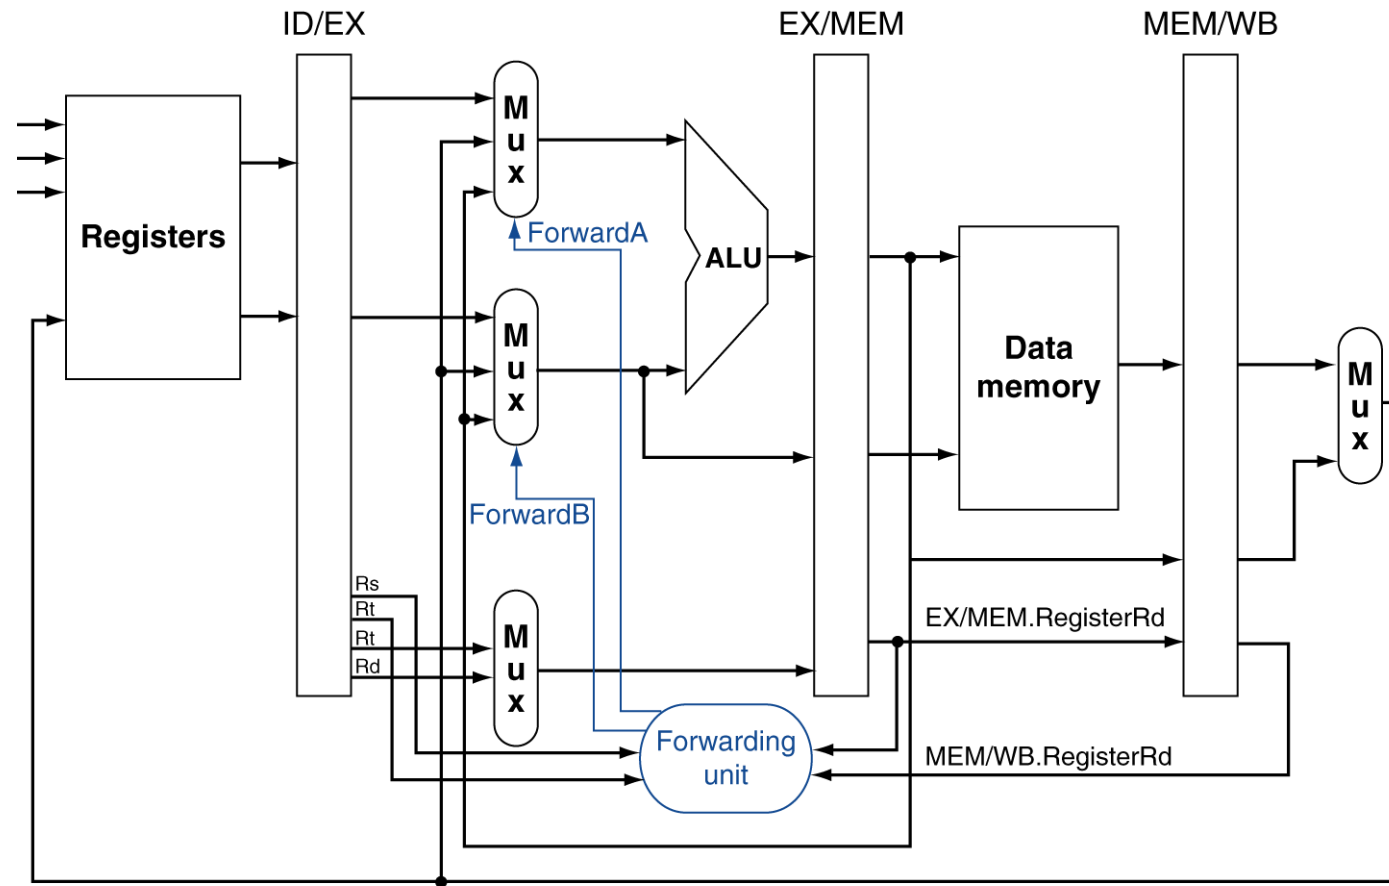 ID/EX
EX/MEM
MEM/WB
M
u
x
Registers
ForwardA
ALU
M
u
x
Data
memory
M
u
x
ForwardB
Rs
Rt
Rt
Rd
M
u
x
EX/MEM.RegisterRd
Forwarding
unit
MEM/WB.RegisterRd